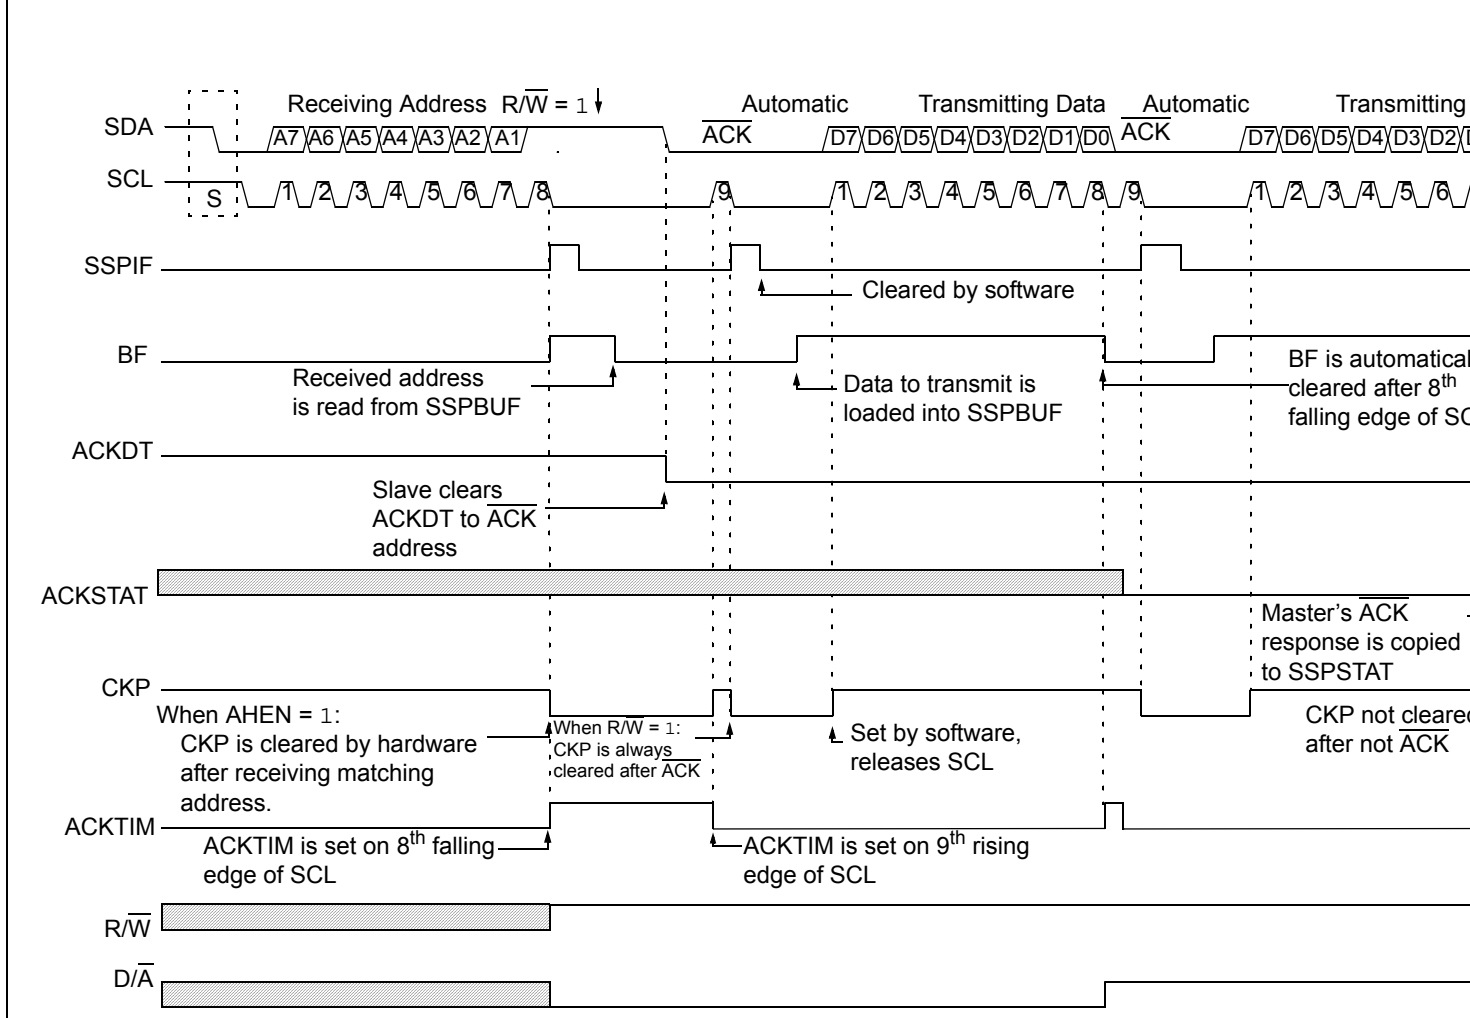 Receiving Address R/W = 1 Automatic Transmitting Data Automatic Transmitting
SDA A7 A6 A5 A4 A3 A2 A1 ACK D7 D6 D5 D4 D3 D2 D1 D0 ACK D7 D6 D5 D4 D3 D2
SCL S 1 2 3 4 5 6 7 8 9 1 2 3 4 5 6 7 8 9 1 2 3 4 5 6
SSPIF
Cleared by software
BF
Received address
is read from SSPBUF
Data to transmit is
loaded into SSPBUF
BF is automatical
cleared after 8th
falling edge of SC
ACKDT
Slave clears
ACKDT to ACK
address
ACKSTAT
Master's ACK
response is copied
to SSPSTAT
CKP
When AHEN = 1:
CKP is cleared by hardware
after receiving matching
address.
When R/W = 1:
CKP is always
cleared after ACK
Set by software,
releases SCL
CKP not cleared
after not ACK
ACKTIM
ACKTIM is set on 8th falling
edge of SCL
ACKTIM is set on 9th rising
edge of SCL
R/W
D/A